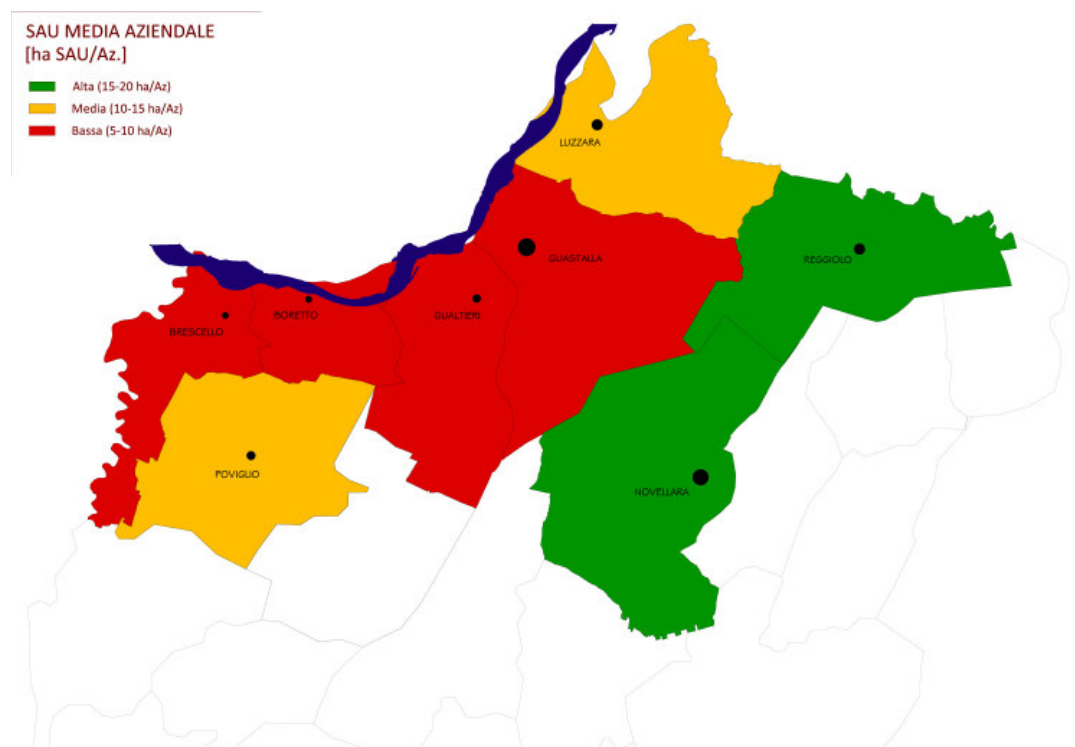 SAU MEDIA AZIENDALE
[ha SAU/Az.]
Alta (15-20 ha/Az)
Media (10-15 ha/Az)
Bassa (5-10 ha/Az)
LUZZARA
GUASTALLA
REGGIOLO
BRESCELLO
BORETTO
GUALTIERI
POVIGLIO
NOVELLARA